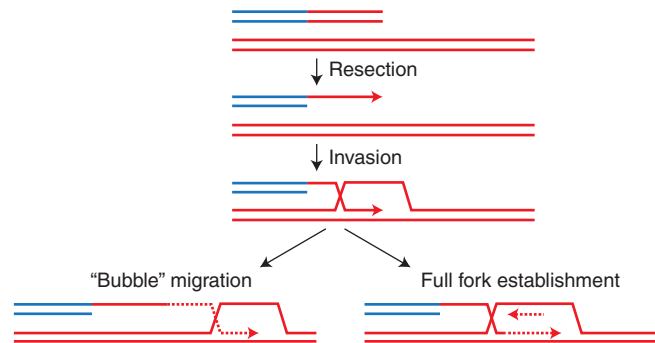 Resection
Invasion
“Bubble” migration
Full fork establishment